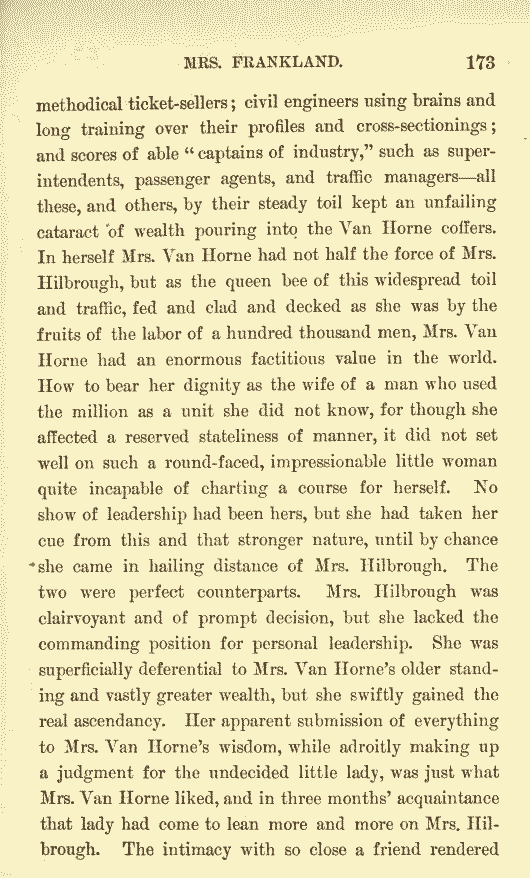 MRS. FRANKLAND. 173
methodical ticket-sellers; civil engineers using brains and
long training over their profiles and cross-sectionings;
and scores of able "captains of industry," such as super-
intendents, passenger agents, and traffic managers—all
these, and others, by their steady toil kept an unfailing
cataract of wealth pouring into the Van Horne coffers.
In herself Mrs. Van Horne had not half the force of Mrs.
Hilbrough, but as the queen bee of this widespread toil
and traffic, fed and clad and decked as she was by the
fruits of the labor of a hundred thousand men, Mrs. Van
Horne had an enormous factitious value in the world.
How to bear her dignity as the wife of a man who used
the million as a unit she did not know, for though she
affected a reserved stateliness of manner, it did not set
well on such a round-faced, impressionable little woman
quite incapable of charting a course for herself. No
show of leadership had been hers, but she had taken her
cue from this and that stronger nature, until by chance
she came in hailing distance of Mrs. Hilbrough. The
two were perfect counterparts. Mrs. Hilbrough was
clairvoyant and of prompt decision, but she lacked the
commanding position for personal leadership. She was
superficially deferential to Mrs. Van Horne's older stand-
ing and vastly greater wealth, but she swiftly gained the
real ascendancy. Her apparent submission of everything
to Mrs. Van Horne's wisdom, while adroitly making up
a judgment for the undecided little lady, was just what
Mrs. Van Horne liked, and in three months' acquaintance
that lady had come to lean more and more on Mrs. Hil-
brough. The intimacy with so close a friend rendered